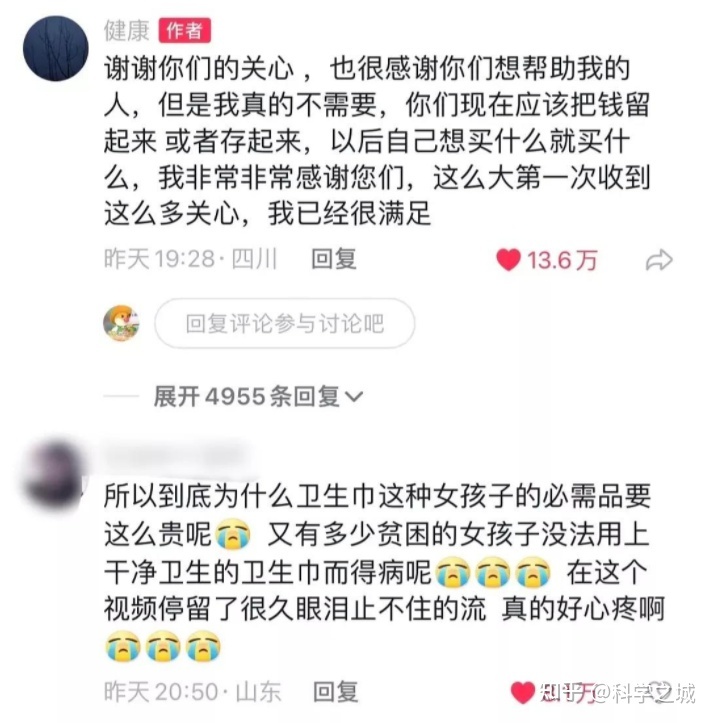 健康 作者
谢谢你们的关心，也很感谢你们想帮助我的
人，但是我真的不需要，你们现在应该把钱留
起来 或者存起来，以后自己想买什么就买什
么，我非常非常感谢您们，这么大第一次收到
这么多关心，我已经很满足
昨天 19:28 · 四川 回复 13.6万
回复评论参与讨论吧
展开 4955 条回复
所以到底为什么卫生巾这种女孩子的必需品要
这么贵呢😭 又有多少贫困的女孩子没法用上
干净卫生的卫生巾而得病呢😭😭😭 在这个
视频停留了很久眼泪止不住的流 真的好心疼啊
😭😭😭
昨天 20:50 · 山东 回复
知乎 @科学之城